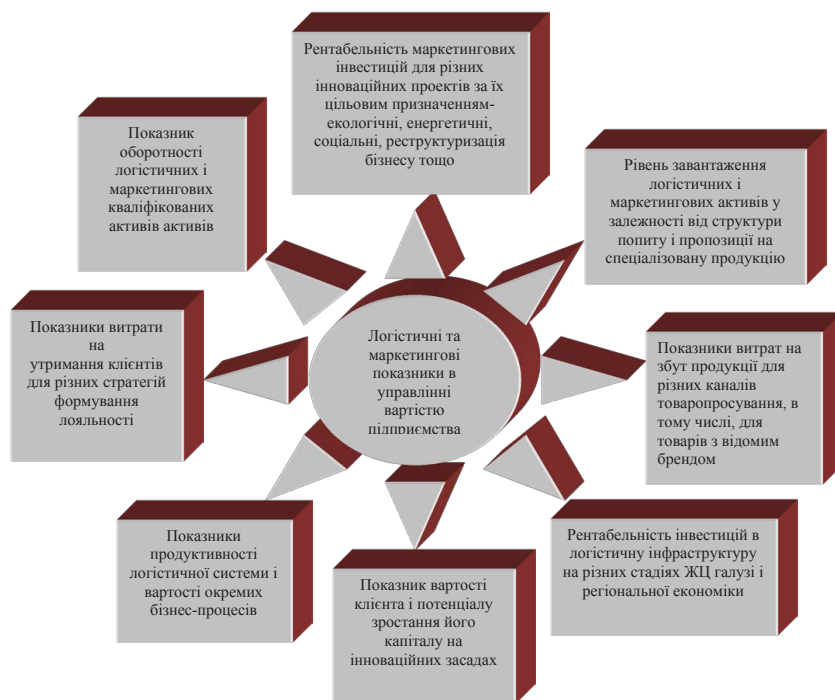 Рентабельність маркетингових
інвестицій для різних
інноваційних проектів за їх
цільовим призначенням-
екологічні, енергетичні,
соціальні, реструктуризація
бізнесу тощо
Показник
оборотності
логістичних і
маркетингових
кваліфікованих
активів активів
Рівень завантаження
логістичних і
маркетингових активів у
залежності від структури
попиту і пропозиції на
спеціалізовану продукцію
Показники витрати
на
утримання клієнтів
для різних стратегій
формування
лояльності
Логістичні та
маркетингові
показники в
управлінні
вартістю
підприємства
Показники витрат на
збут продукції для
різних каналів
товаропросування, в
тому числі, для
товарів з відомим
брендом
Показники
продуктивності
логістичної системи і
вартості окремих
бізнес-процесів
Показник вартості
клієнта і потенціалу
зростання його
капіталу на
інноваційних засадах
Рентабельність інвестицій в
логістичну інфраструктуру
на різних стадіях ЖЦ галузі і
регіональної економіки